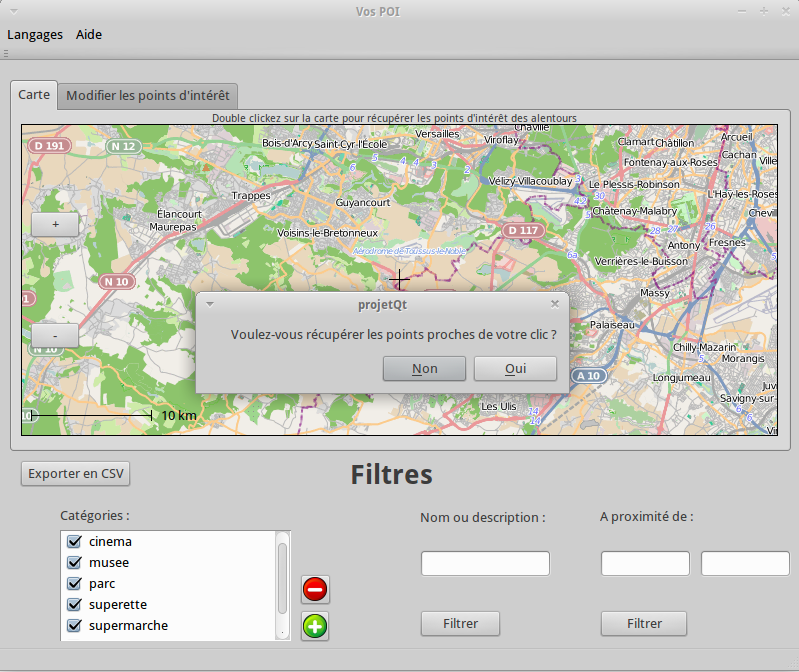 Vos POI
Langages Aide
Carte Modifier les points d'intérêt
Double clickez sur la carte pour récupérer les points d'intérêt des alentours
D 191
N 12
Bois-d'Arcy
Saint-Cyr-l'École
Versailles
Chaville
Viroflay
Clamart
Châtillon
Arcueil
Fontenay-aux-Roses
Cachan
Vélizy-Villacoublay
Le Plessis-Robinson
Trappes
Guyancourt
L'Haÿ-les-Roses
Châtenay-Malabry
Élancourt
Maurepas
Voisins-le-Bretonneux
D 117
Antony
Fresnes
Aérodrome de Toussus-le-Noble
6a
Verrières-le-Buisson
N 10
Massy
+
-
N 10
projetQt
Voulez-vous récupérer les points proches de votre clic ?
Non Oui
Palaiseau
Chilly-Mazarin
Morangis
A 10
Longjumeau
Les Ulis
14
14
10 km
Exporter en CSV
Filtres
Catégories :
Nom ou description :
A proximité de :
cinema
musee
parc
superette
supermarche
Filtrer
Filtrer